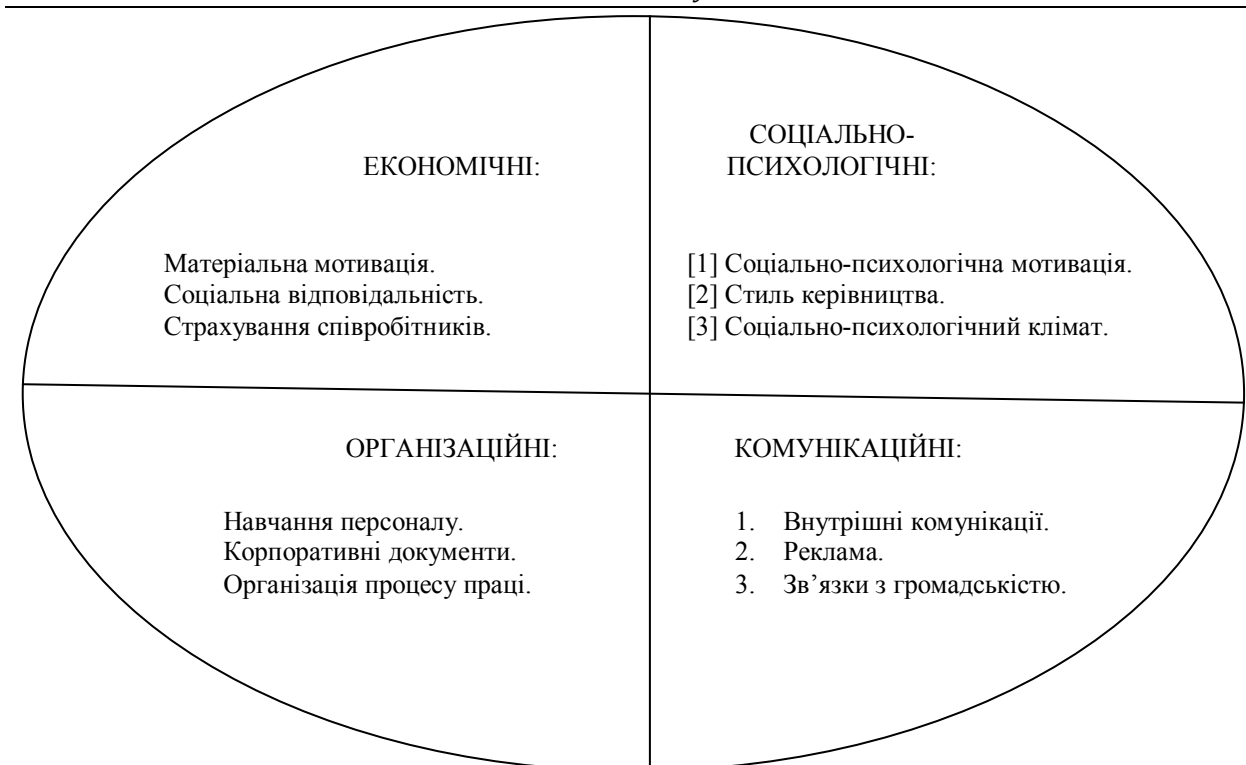 ЕКОНОМІЧНІ:
Матеріальна мотивація.
Соціальна відповідальність.
Страхування співробітників.
СОЦІАЛЬНО-
ПСИХОЛОГІЧНІ:
[1] Соціально-психологічна мотивація.
[2] Стиль керівництва.
[3] Соціально-психологічний клімат.
ОРГАНІЗАЦІЙНІ:
Навчання персоналу.
Корпоративні документи.
Організація процесу праці.
КОМУНІКАЦІЙНІ:
1. Внутрішні комунікації.
2. Реклама.
3. Зв’язки з громадськістю.